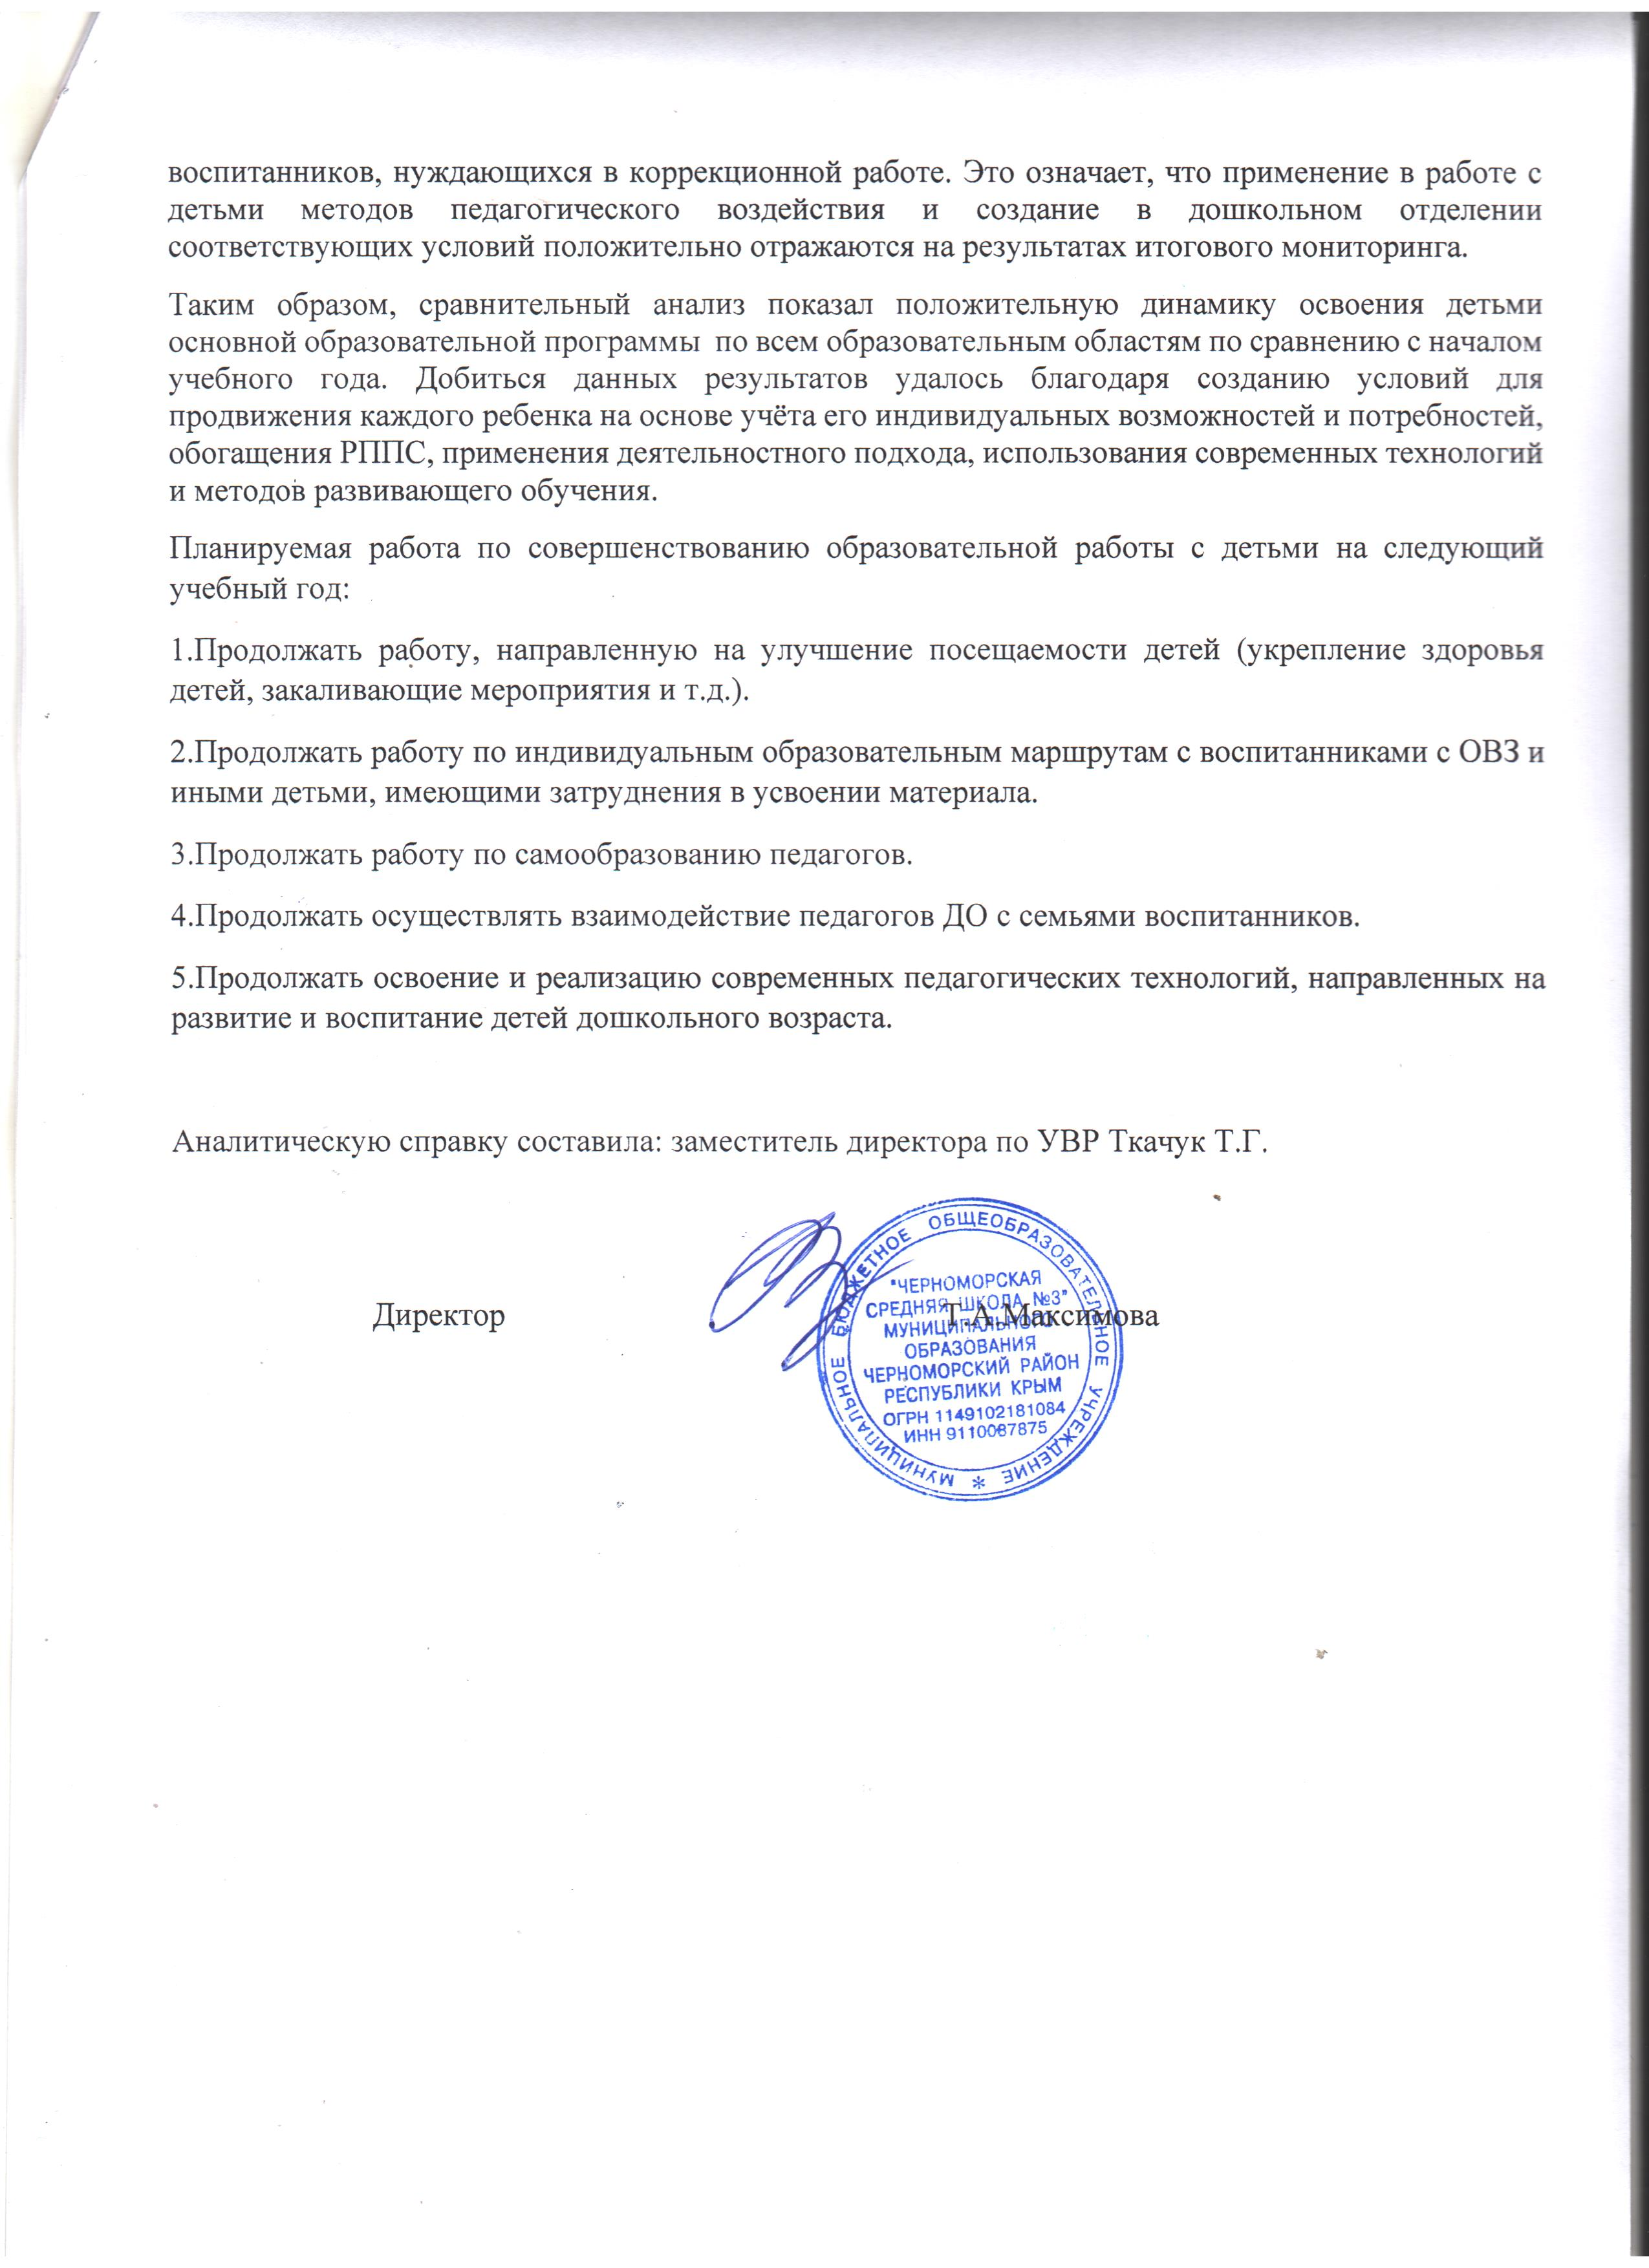 воспитанников, нуждающихся в коррекционной работе. Это означает, что применение в работе с
детьми методов педагогического воздействия и создание в дошкольном отделении
соответствующих условий положительно отражаются на результатах итогового мониторинга.
Таким образом, сравнительный анализ показал положительную динамику освоения детьми
основной образовательной программы по всем образовательным областям по сравнению с началом
учебного года. Добиться данных результатов удалось благодаря созданию условий для
продвижения каждого ребенка на основе учёта его индивидуальных возможностей и потребностей,
обогащения РППС, применения деятельностного подхода, использования современных технологий
и методов развивающего обучения.
Планируемая работа по совершенствованию образовательной работы с детьми на следующий
учебный год:
1.Продолжать работу, направленную на улучшение посещаемости детей (укрепление здоровья
детей, закаливающие мероприятия и т.д.).
2.Продолжать работу по индивидуальным образовательным маршрутам с воспитанниками с ОВЗ и
иными детьми, имеющими затруднения в усвоении материала.
3.Продолжать работу по самообразованию педагогов.
4.Продолжать осуществлять взаимодействие педагогов ДО с семьями воспитанников.
5.Продолжать освоение и реализацию современных педагогических технологий, направленных на
развитие и воспитание детей дошкольного возраста.
Аналитическую справку составила: заместитель директора по УВР Ткачук Т.Г.
Директор Т.А.Максимова
МУНИЦИПАЛЬНОЕ БЮДЖЕТНОЕ ОБЩЕОБРАЗОВАТЕЛЬНОЕ УЧРЕЖДЕНИЕ *
"ЧЕРНОМОРСКАЯ
СРЕДНЯЯ ШКОЛА №3"
МУНИЦИПАЛЬНОГО
ОБРАЗОВАНИЯ
ЧЕРНОМОРСКИЙ РАЙОН
РЕСПУБЛИКИ КРЫМ
ОГРН 1149102181084
ИНН 9110087875